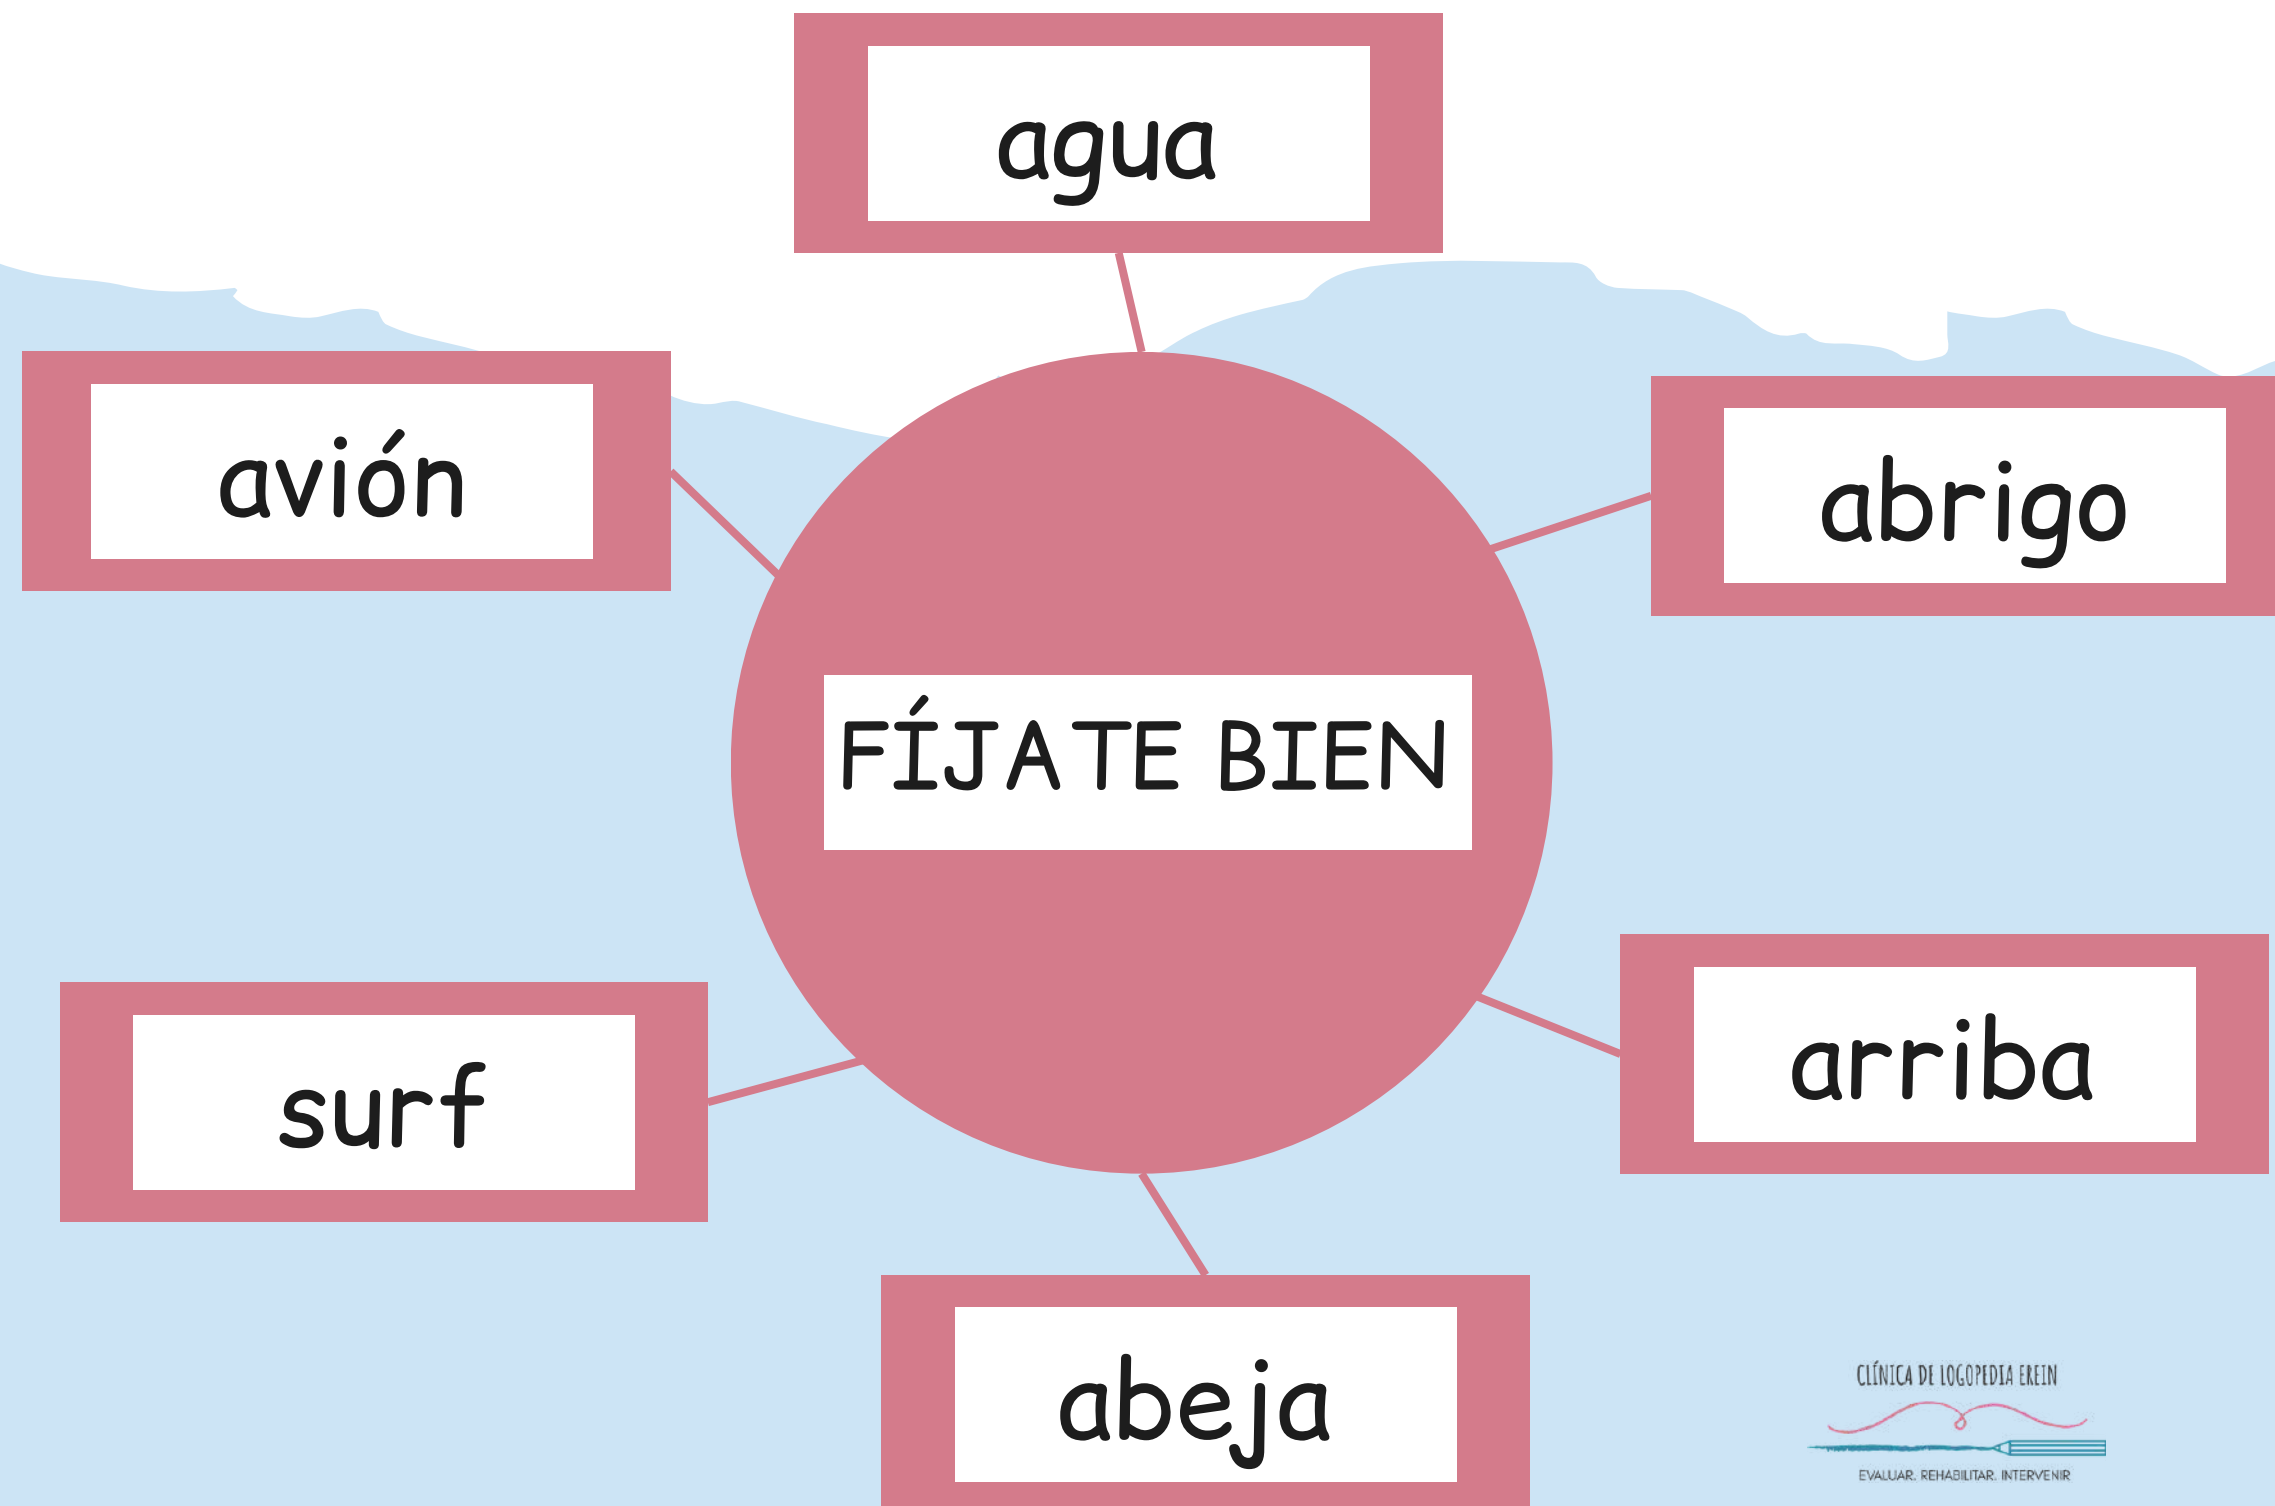 agua
avión
abrigo
FÍJATE BIEN
surf
arriba
abeja
CLÍNICA DE LOGOPEDIA EREIN
EVALUAR. REHABILITAR. INTERVENIR